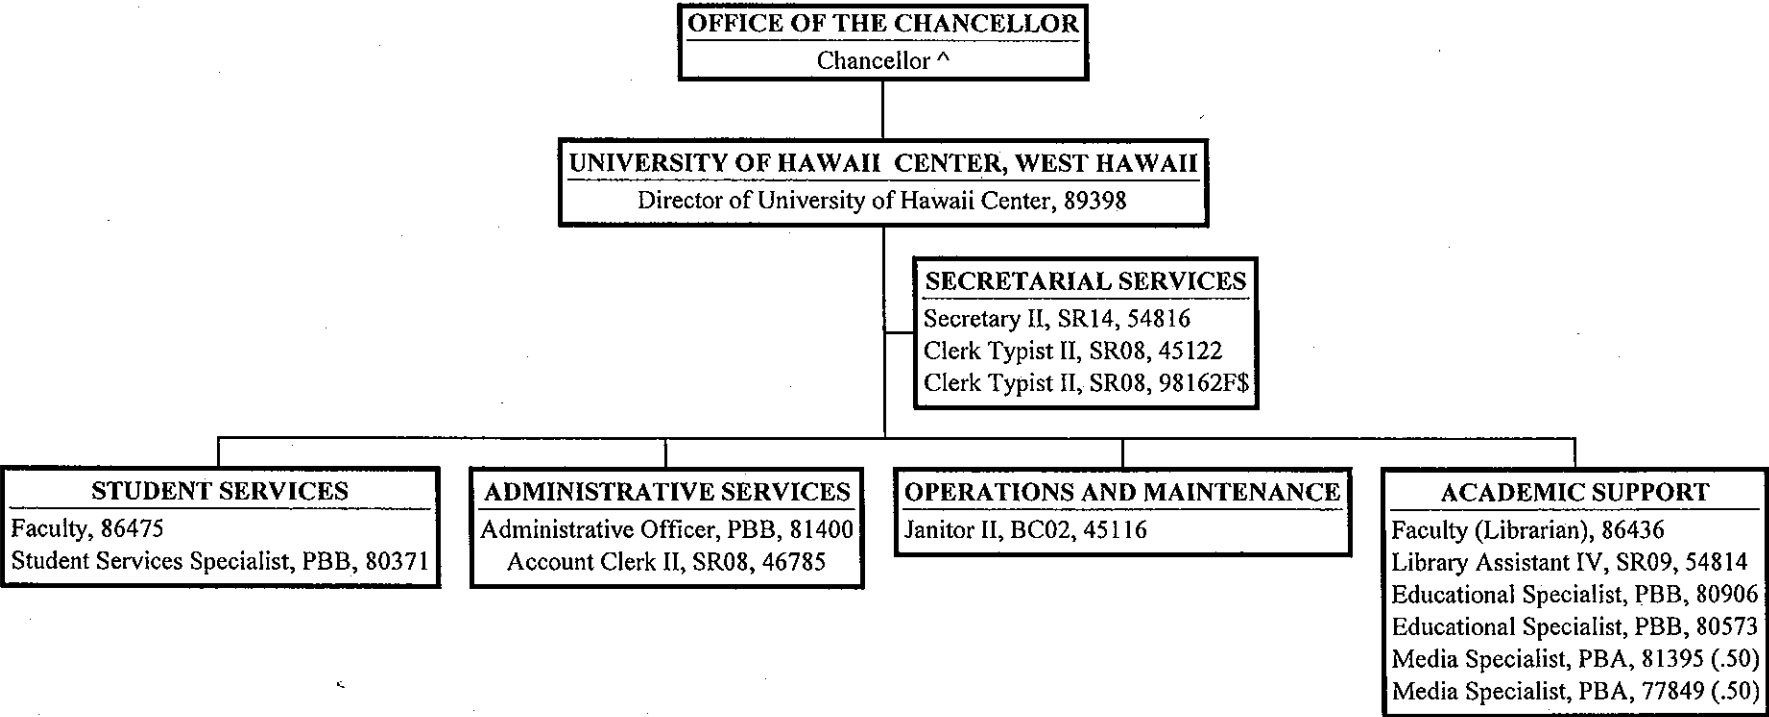 OFFICE OF THE CHANCELLOR
Chancellor ^
UNIVERSITY OF HAWAII CENTER, WEST HAWAII
Director of University of Hawaii Center, 89398
SECRETARIAL SERVICES
Secretary II, SR14, 54816
Clerk Typist II, SR08, 45122
Clerk Typist II, SR08, 98162F$
STUDENT SERVICES
Faculty, 86475
Student Services Specialist, PBB, 80371
ADMINISTRATIVE SERVICES
Administrative Officer, PBB, 81400
Account Clerk II, SR08, 46785
OPERATIONS AND MAINTENANCE
Janitor II, BC02, 45116
ACADEMIC SUPPORT
Faculty (Librarian), 86436
Library Assistant IV, SR09, 54814
Educational Specialist, PBB, 80906
Educational Specialist, PBB, 80573
Media Specialist, PBA, 81395 (.50)
Media Specialist, PBA, 77849 (.50)